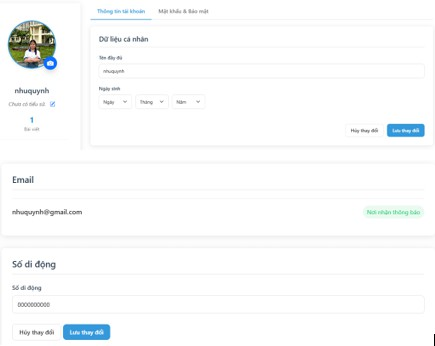 Thông tin tài khoản
Mật khẩu & Bảo mật
nhuquynh
Chưa có tiểu sử
1
Bài viết
Dữ liệu cá nhân
Tên đầy đủ
nhuquynh
Ngày sinh
Ngày
Tháng
Năm
Hủy thay đổi
Lưu thay đổi
Email
nhuquynh@gmail.com
Nơi nhận thông báo
Số di động
Số di động
0000000000
Hủy thay đổi
Lưu thay đổi